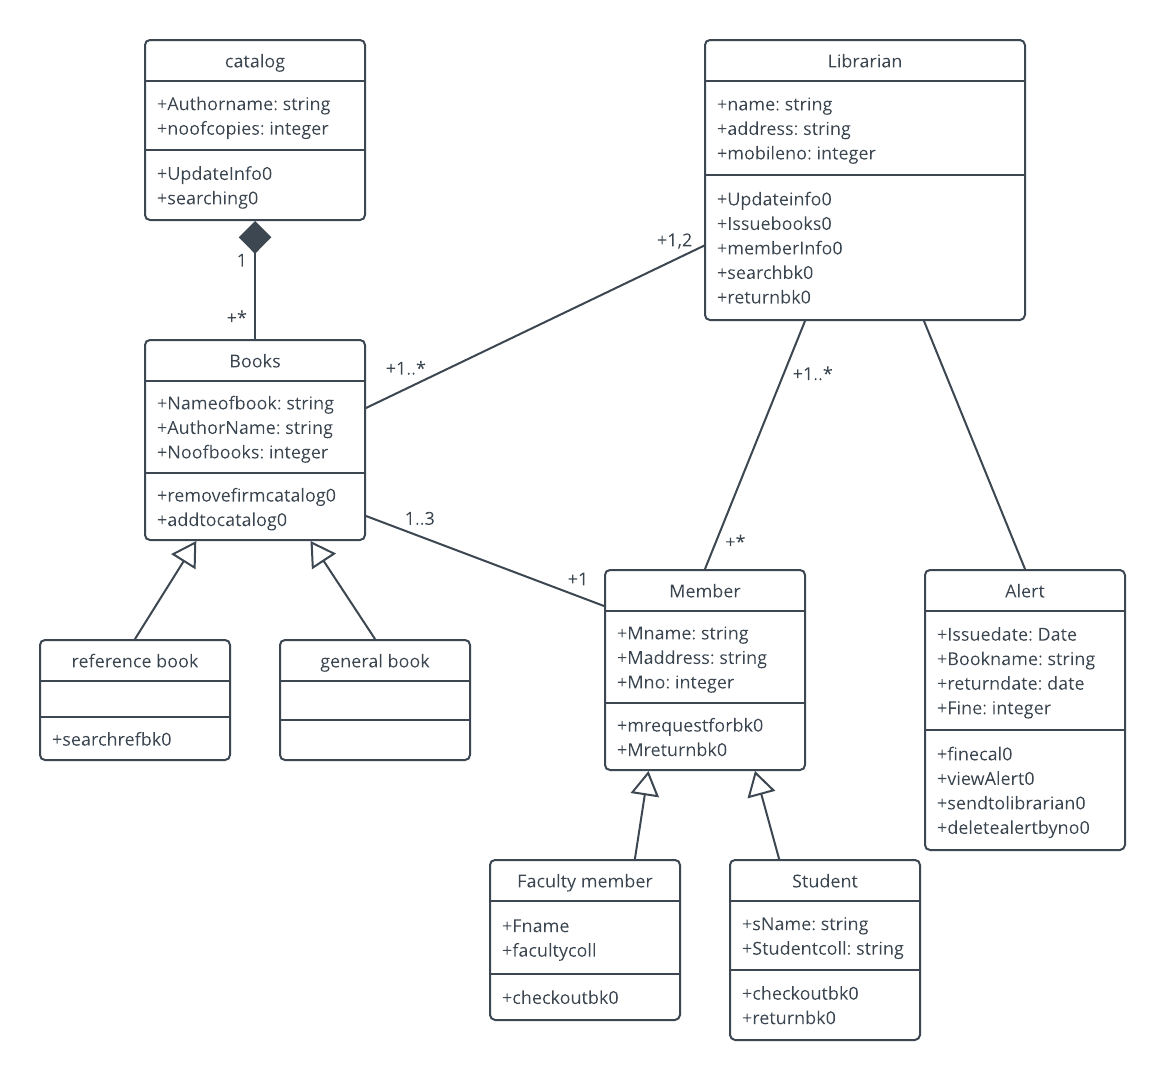 catalog
+Authorname: string
+noofcopies: integer
+UpdateInfo0
+searching0
Librarian
+name: string
+address: string
+mobileno: integer
+Updateinfo0
+Issuebooks0
+memberInfo0
+searchbk0
+returnbk0
1
+*
+1,2
+1..*
+1..*
+*
Books
+Nameofbook: string
+AuthorName: string
+Noofbooks: integer
+removefirmcatalog0
+addtocatalog0
1..3
+1
reference book
+searchrefbk0
general book
Member
+Mname: string
+Maddress: string
+Mno: integer
+mrequestforbk0
+Mreturnbk0
Alert
+Issuedate: Date
+Bookname: string
+returndate: date
+Fine: integer
+finecal0
+viewAlert0
+sendtolibrarian0
+deletealertbyno0
Faculty member
+Fname
+facultycoll
+checkoutbk0
Student
+sName: string
+Studentcoll: string
+checkoutbk0
+returnbk0